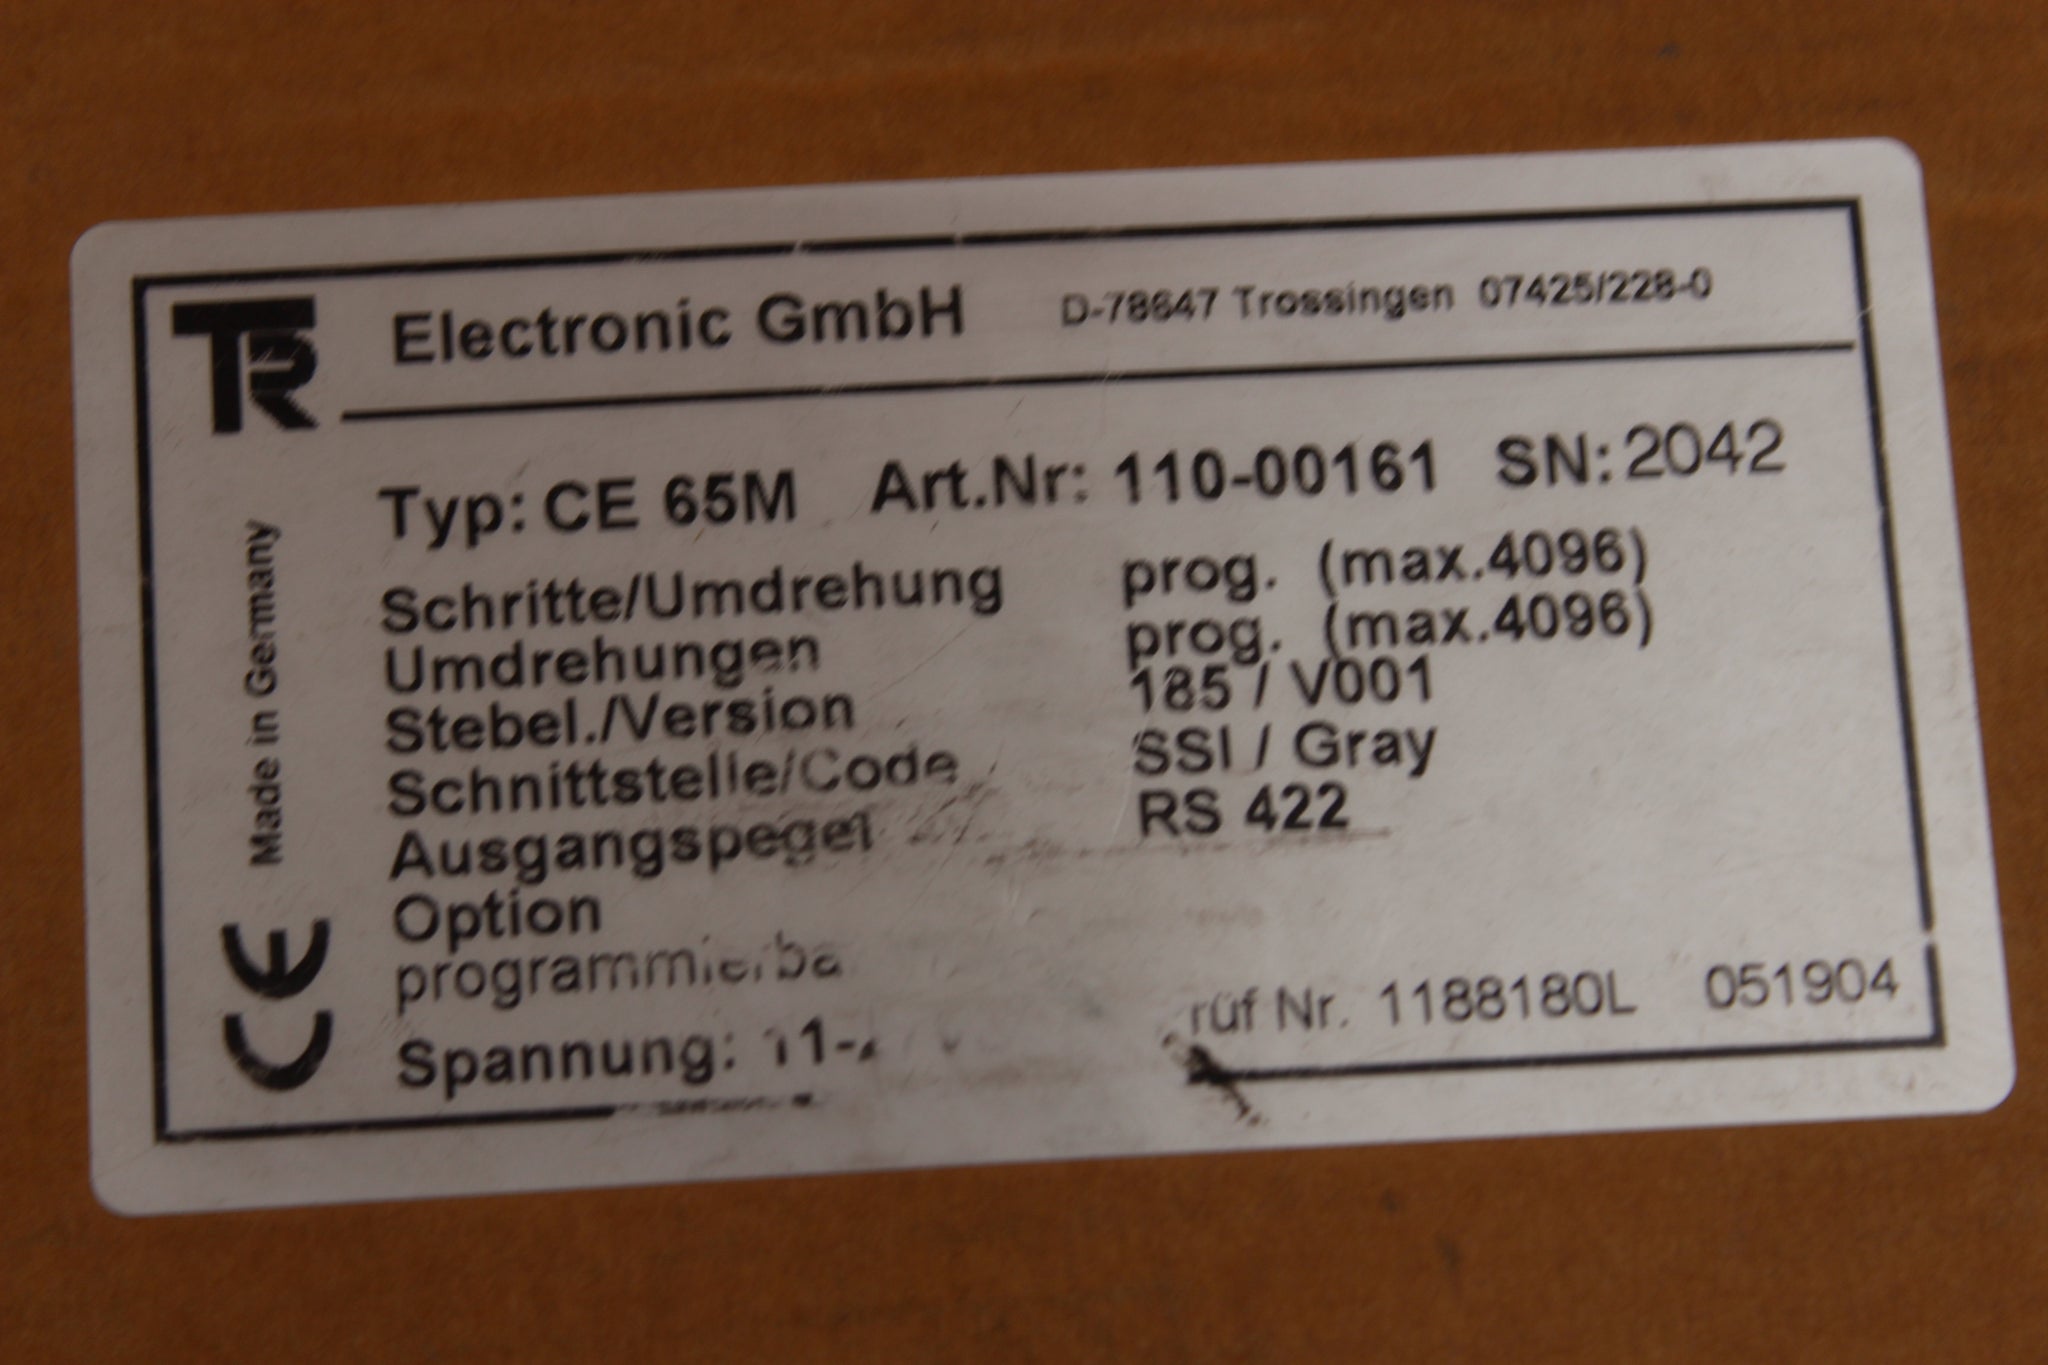 TR Electronic GmbH D-78647 Trossingen 07425/228-0
Typ: CE 65M Art.Nr: 110-00161 SN: 2042
Schritte/Umdrehung prog. (max.4096)
Umdrehungen prog. (max.4096)
Stebel./Version 185 / V001
Schnittstelle/Code SSI / Gray
Ausgangspegel RS 422
Option
Nr. 1188180L 051904
Spannung:
Made in Germany
CE